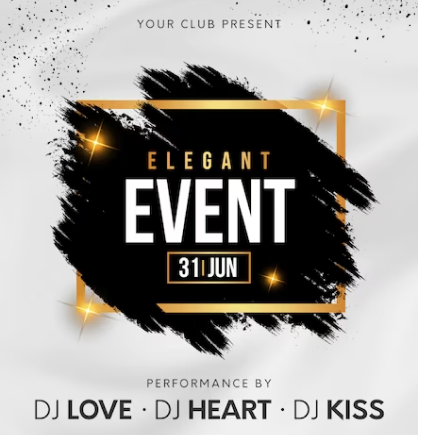 YOUR CLUB PRESENT
ELEGANT
EVENT
31 JUN
PERFORMANCE BY
DJ LOVE · DJ HEART · DJ KISS